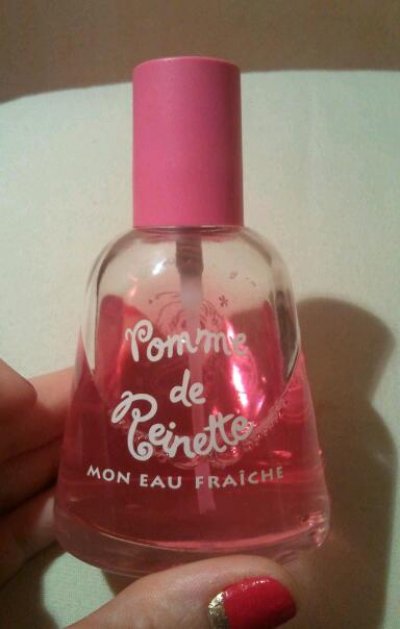 Pomme
de
Reinette
MON EAU FRAÎCHE